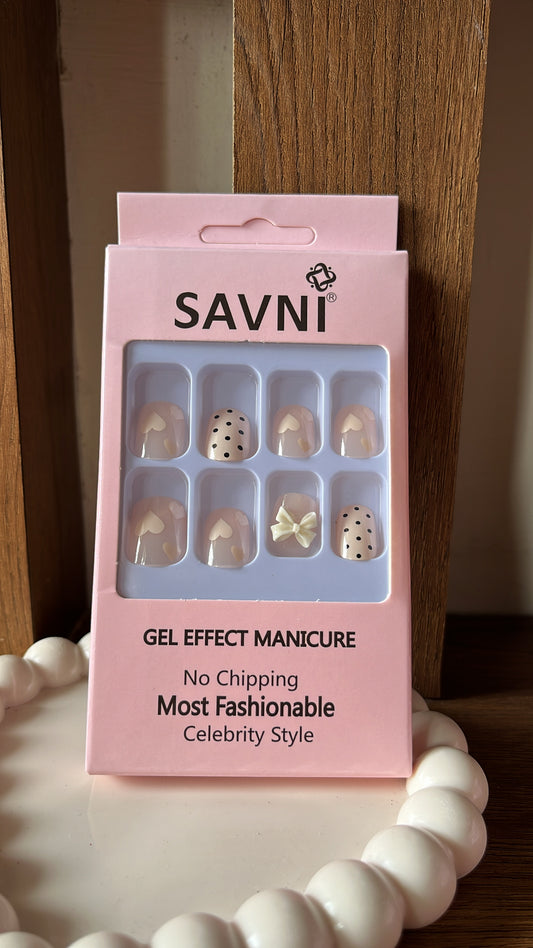 SAVNI®
GEL EFFECT MANICURE
No Chipping
Most Fashionable
Celebrity Style